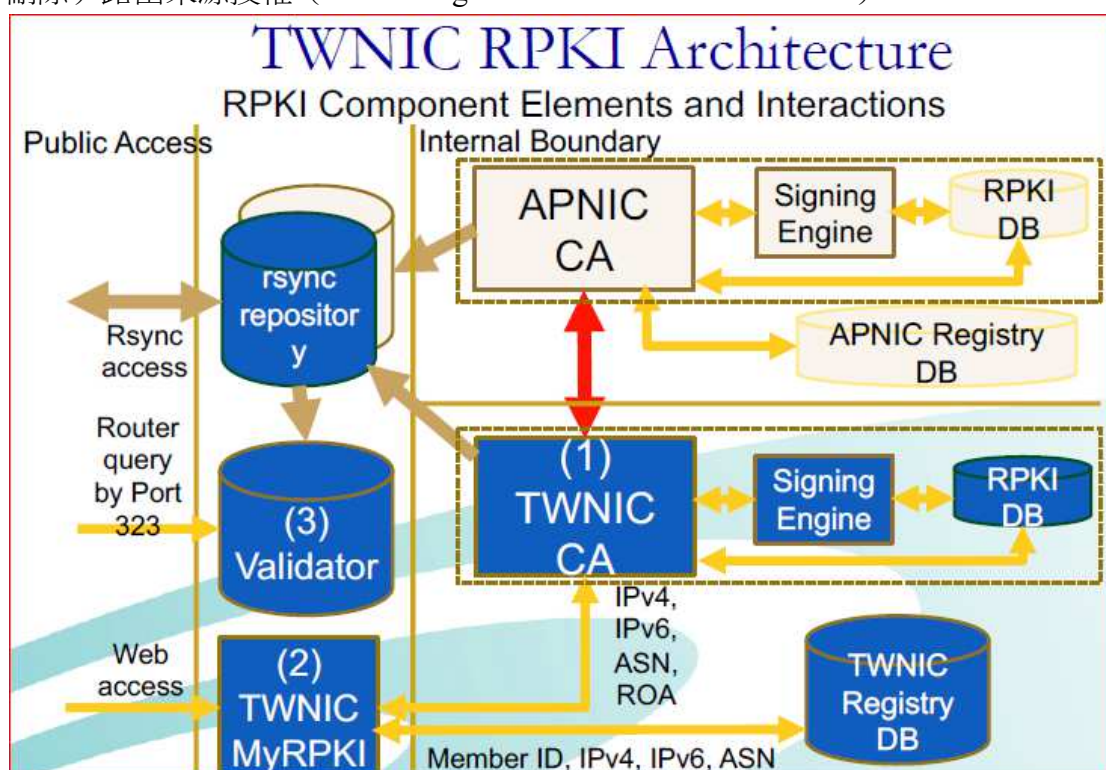 TWNIC RPKI Architecture
RPKI Component Elements and Interactions
Public Access
Internal Boundary
APNIC
CA
Signing
Engine
RPKI
DB
rsync
repositor
y
Rsync
access
APNIC Registry
DB
Router
query
by Port
323
(3)
Validator
(1)
TWNIC
CA
Signing
Engine
RPKI
DB
IPv4,
IPv6,
ASN,
ROA
Web
access
(2)
TWNIC
MyRPKI
TWNIC
Registry
DB
Member ID, IPv4, IPv6, ASN